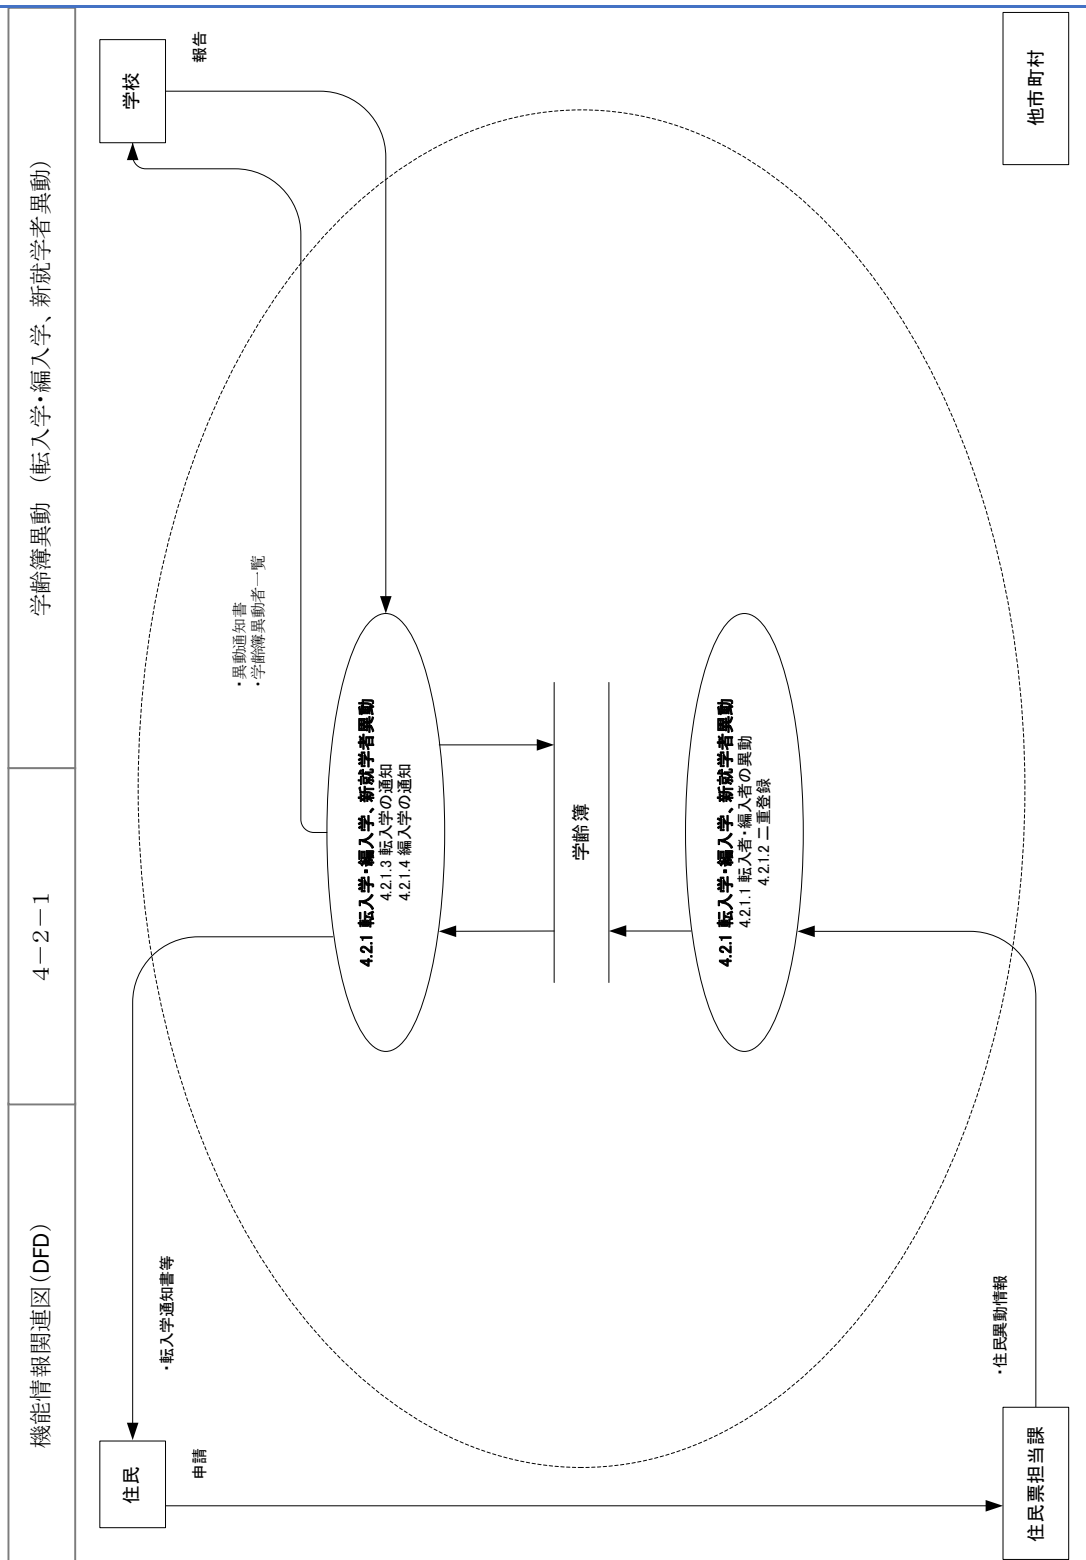 機能情報関連図(DFD)
4－2－1
学齢簿異動 （転入学・編入学、新就学者異動）
住民
申請
・転入学通知書等
学校
報告
・異動通知書
・学齢簿異動者一覧
4.2.1 転入学・編入学、新就学者異動
4.2.1.3 転入学の通知
4.2.1.4 編入学の通知
学齢簿
4.2.1 転入学・編入学、新就学者異動
4.2.1.1 転入者・編入者の異動
4.2.1.2 二重登録
・住民異動情報
住民票担当課
他市町村